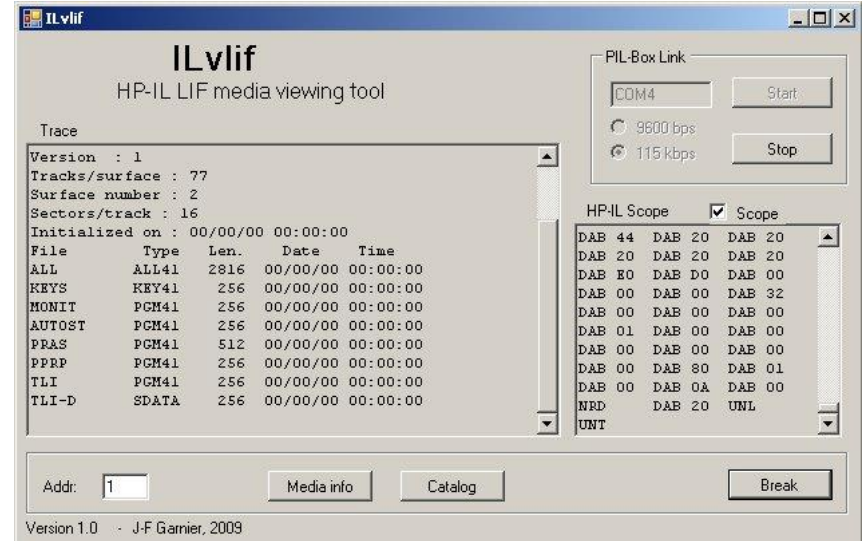 ILvlif
ILvlif
HP-IL LIF media viewing tool
PIL-Box Link
COM4 Start
9600 bps
115 kbps Stop
Trace
Version : 1
Tracks/surface : 77
Surface number : 2
Sectors/track : 16
Initialized on : 00/00/00 00:00:00
File Type Len. Date Time
ALL ALL41 2816 00/00/00 00:00:00
KEYS KEY41 256 00/00/00 00:00:00
MONIT PGM41 256 00/00/00 00:00:00
AUTOST PGM41 256 00/00/00 00:00:00
PRAS PGM41 512 00/00/00 00:00:00
PPRP PGM41 256 00/00/00 00:00:00
TLI PGM41 256 00/00/00 00:00:00
TLI-D SDATA 256 00/00/00 00:00:00
HP-IL Scope Scope
DAB 44 DAB 20 DAB 20
DAB 20 DAB 20 DAB 20
DAB E0 DAB D0 DAB 00
DAB 00 DAB 00 DAB 32
DAB 00 DAB 00 DAB 00
DAB 01 DAB 00 DAB 00
DAB 00 DAB 00 DAB 00
DAB 00 DAB 80 DAB 01
DAB 00 DAB 0A DAB 00
NRD DAB 20 UNL
UNT
Addr: 1 Media info Catalog Break
Version 1.0 - J-F Garnier, 2009